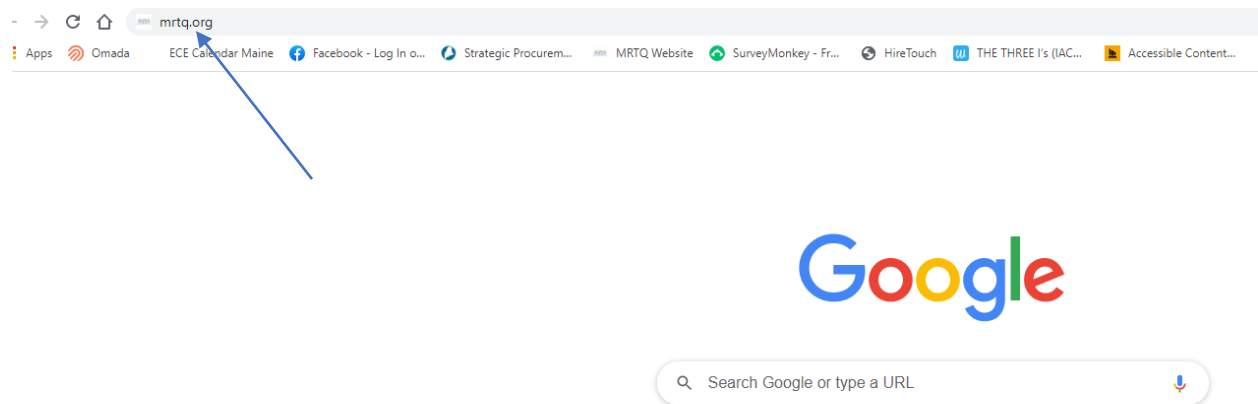 mrtq.org
Apps Omada ECE Calendar Maine Facebook - Log In o... Strategic Procurem... MRTQ Website SurveyMonkey - Fr... HireTouch THE THREE I's (IAC... Accessible Content...
Google
Search Google or type a URL